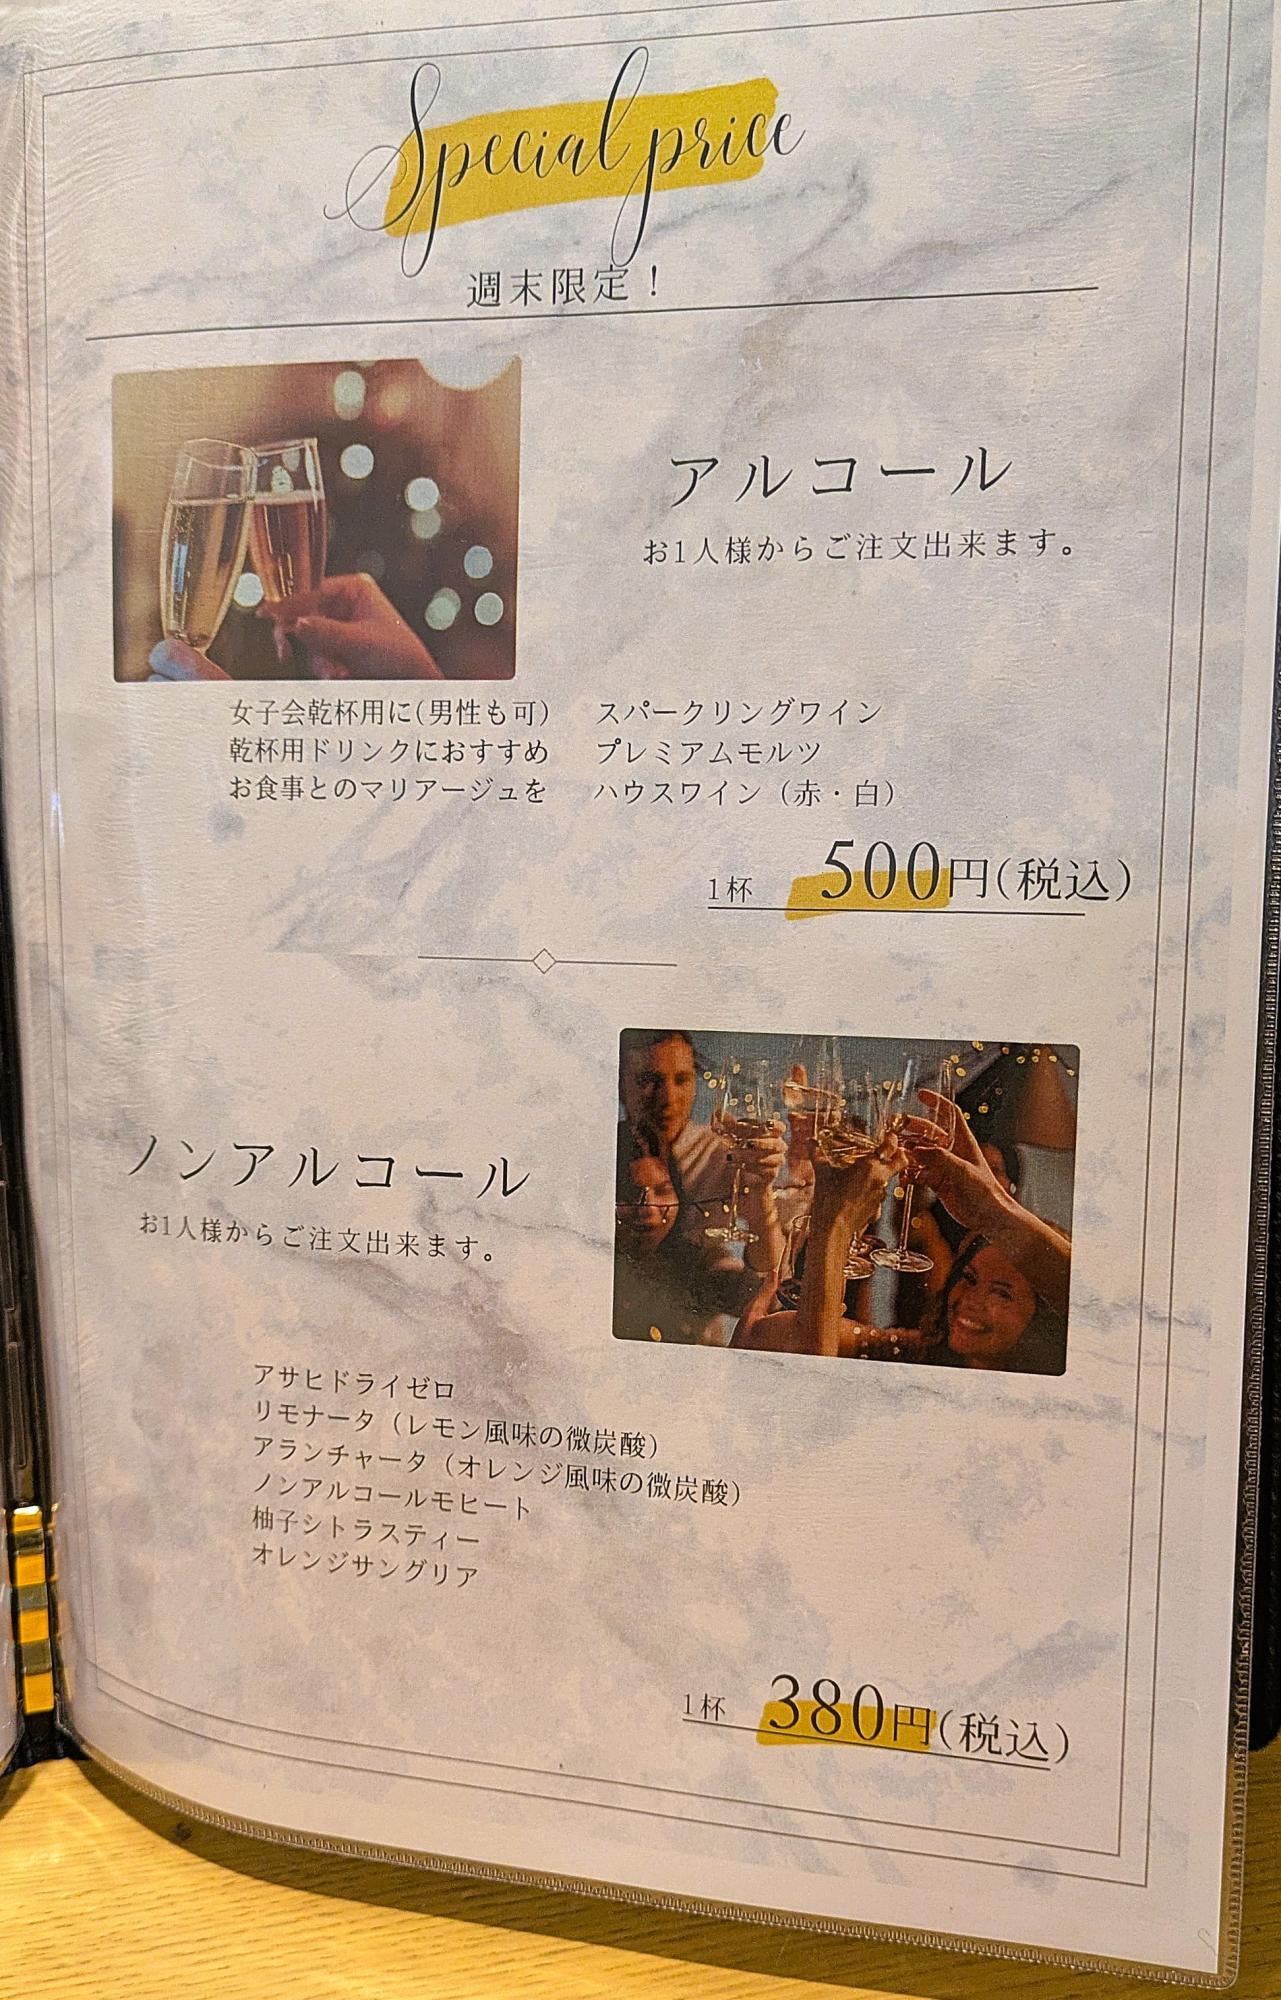 Special price
週末限定！
アルコール
お1人様からご注文出来ます。
女子会乾杯用に(男性も可) スパークリングワイン
乾杯用ドリンクにおすすめ プレミアムモルツ
お食事とのマリアージュを ハウスワイン（赤・白）
1杯 500円(税込)
ノンアルコール
お1人様からご注文出来ます。
アサヒドライゼロ
リモナータ（レモン風味の微炭酸）
アランチャータ（オレンジ風味の微炭酸）
ノンアルコールモヒート
柚子シトラスティー
オレンジサングリア
1杯 380円(税込)